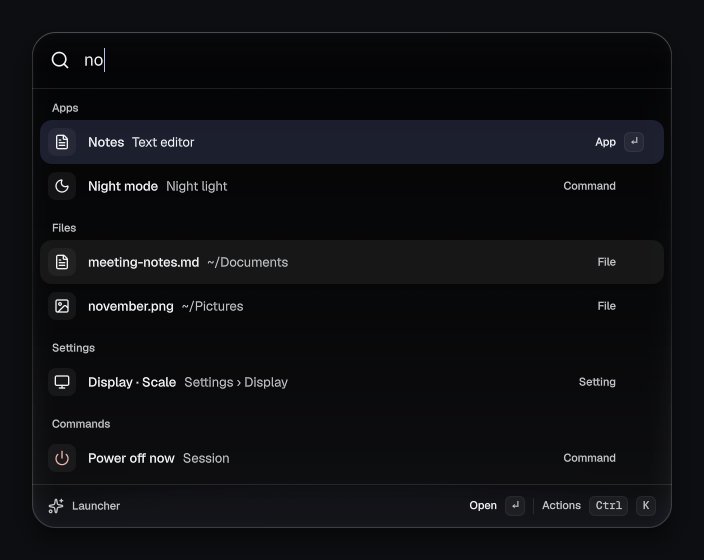 no
Apps
Notes Text editor App ↵
Night mode Night light Command
Files
meeting-notes.md ~/Documents File
november.png ~/Pictures File
Settings
Display · Scale Settings › Display Setting
Commands
Power off now Session Command
Launcher Open ↵ Actions Ctrl K